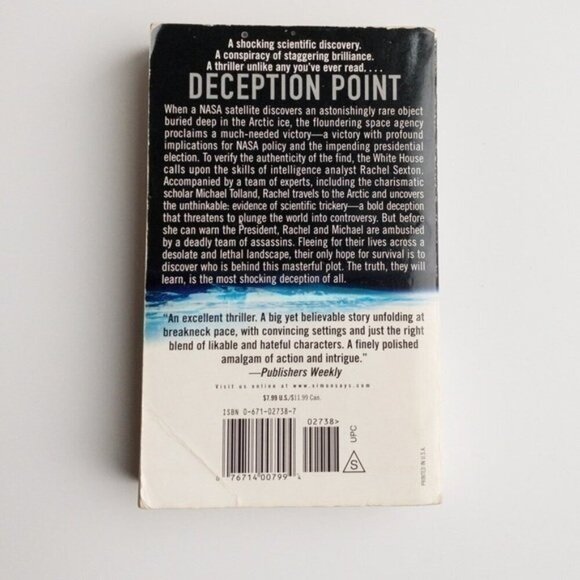 A shocking scientific discovery.
A conspiracy of staggering brilliance.
A thriller unlike any you've ever read. . . .
DECEPTION POINT
When a NASA satellite discovers an astonishingly rare object
buried deep in the Arctic ice, the floundering space agency
proclaims a much-needed victory—a victory with profound
implications for NASA policy and the impending presidential
election. To verify the authenticity of the find, the White House
calls upon the skills of intelligence analyst Rachel Sexton.
Accompanied by a team of experts, including the charismatic
scholar Michael Tolland, Rachel travels to the Arctic and uncovers
the unthinkable: evidence of scientific trickery—a bold deception
that threatens to plunge the world into controversy. But before
she can warn the President, Rachel and Michael are ambushed
by a deadly team of assassins. Fleeing for their lives across a
desolate and lethal landscape, their only hope for survival is to
discover who is behind this masterful plot. The truth, they will
learn, is the most shocking deception of all.
"An excellent thriller. A big yet believable story unfolding at
breakneck pace, with convincing settings and just the right
blend of likable and hateful characters. A finely polished
amalgam of action and intrigue."
—Publishers Weekly
Visit us online at www.simonsays.com
$7.99 U.S./$11.99 Can.
ISBN 0-671-02738-7
02738>
UPC
S
6 76714 00799 4
PRINTED IN U.S.A.